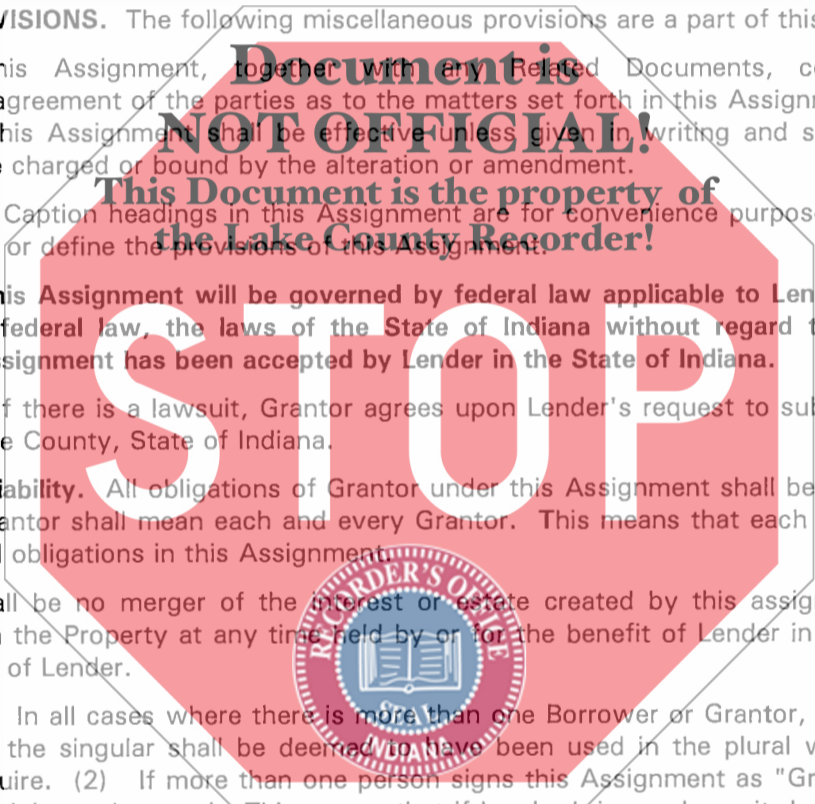 VISIONS. The following miscellaneous provisions are a part of this
Document is
his Assignment, together with any Related Documents, c
agreement of the parties as to the matters set forth in this Assign
NOT OFFICIAL!
his Assignment shall be effective unless given in writing and s
charged or bound by the alteration or amendment.
This Document is the property of
Caption headings in this Assignment are for convenience purpos
the Lake County Recorder!
or define the provisions of this Assignment.
his Assignment will be governed by federal law applicable to Len
federal law, the laws of the State of Indiana without regard t
ssignment has been accepted by Lender in the State of Indiana.
STOP
f there is a lawsuit, Grantor agrees upon Lender's request to sub
e County, State of Indiana.
ability. All obligations of Grantor under this Assignment shall be
antor shall mean each and every Grantor. This means that each
obligations in this Assignment.
RECORDER'S OFFICE
all be no merger of the interest or estate created by this assig
the Property at any time held by or for the benefit of Lender in
of Lender.
SEAL
INDIANA
In all cases where there is more than one Borrower or Grantor,
the singular shall be deemed to have been used in the plural w
uire. (2) If more than one person signs this Assignment as "Gr